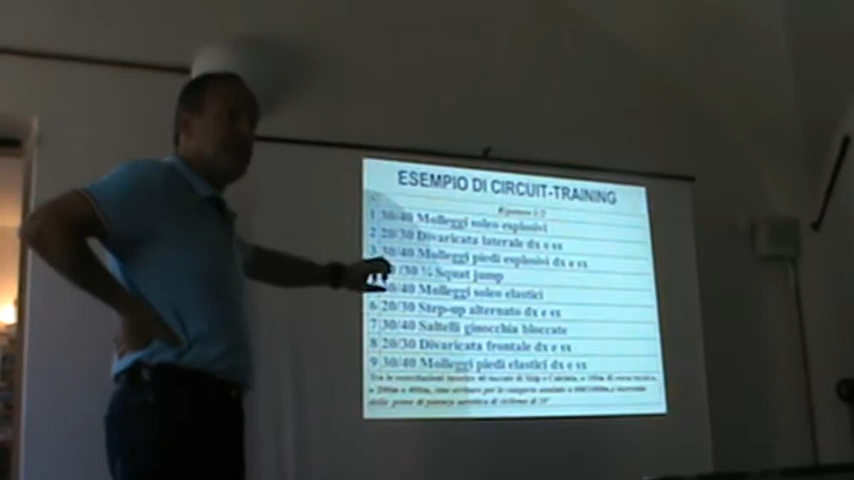 ESEMPIO DI CIRCUIT-TRAINING
Ripetere 1/2
1 30/40 Molleggi soleo esplosivi
2 20/30 Divaricata laterale dx e sx
3 30/40 Molleggi piedi esplosivi dx e sx
/30 ½ Squat jump
/40 Molleggi soleo elastici
6 20/30 Step-up alternato dx e sx
7 30/40 Saltelli ginocchia bloccate
8 20/30 Divaricata frontale dx e sx
9 30/40 Molleggi piedi elastici dx e sx